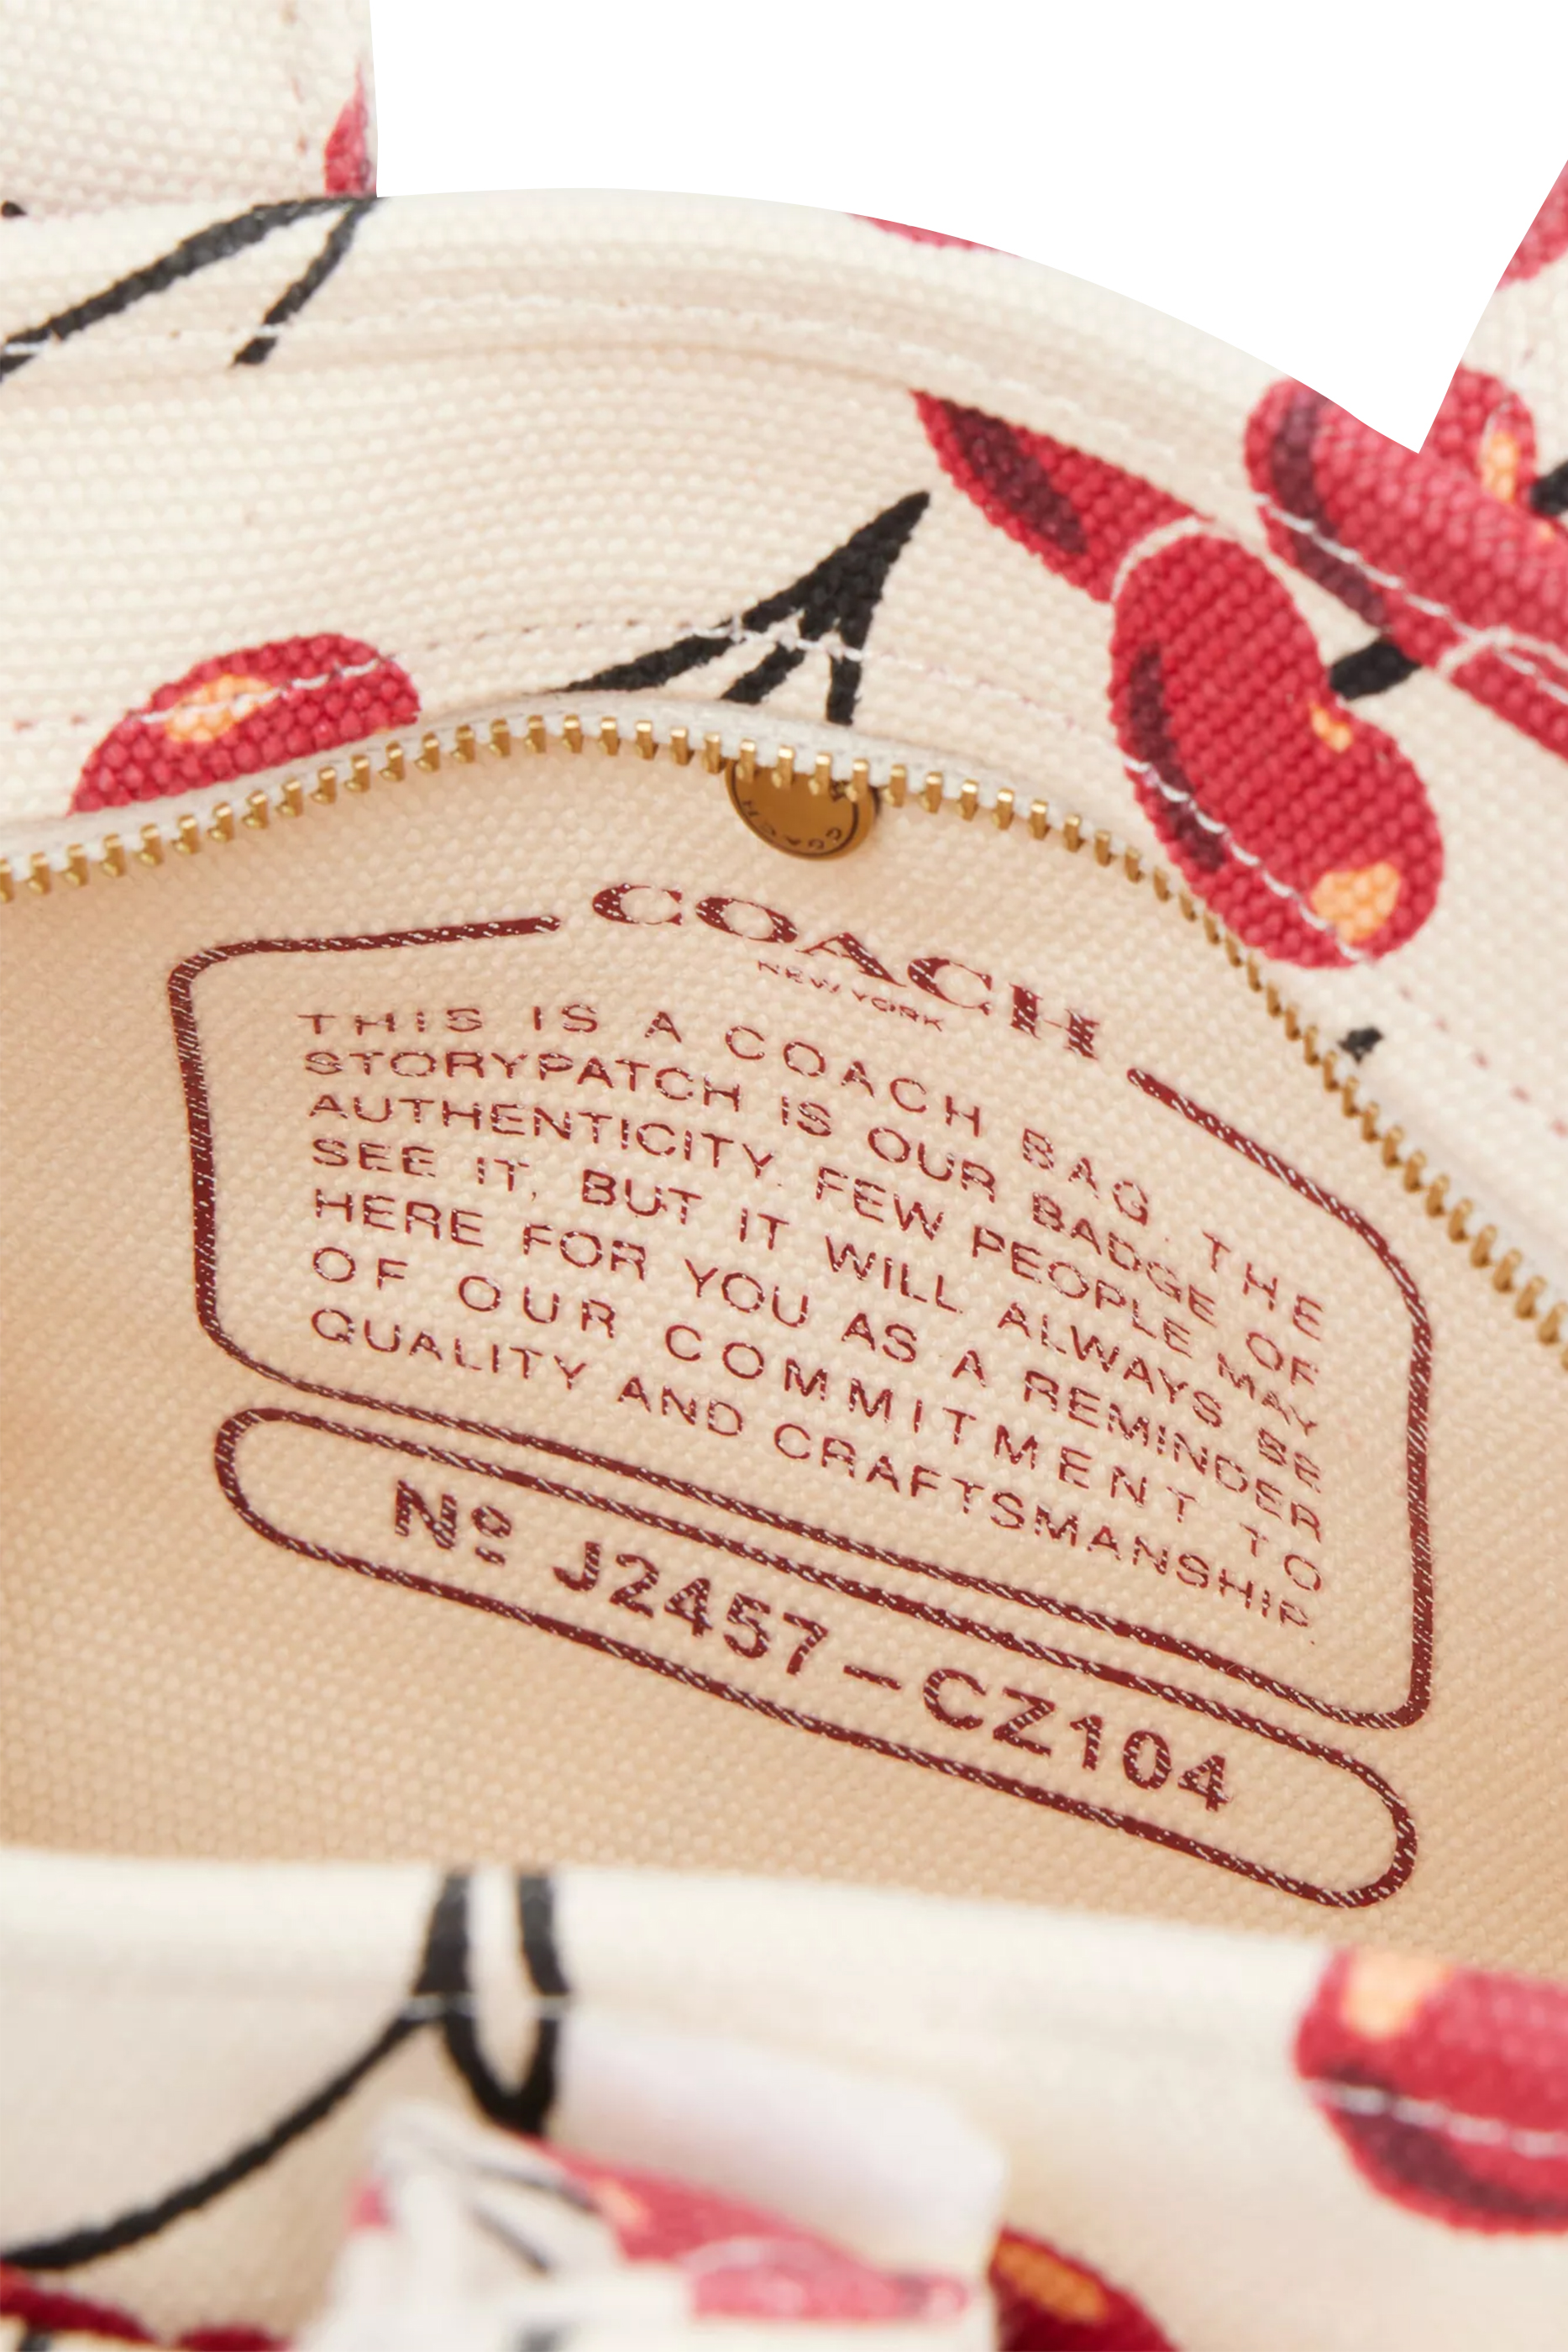 COACH
COACH
NEW YORK
THIS IS A COACH BAG. THE
STORYPATCH IS OUR BADGE OF
AUTHENTICITY. FEW PEOPLE MAY
SEE IT, BUT IT WILL ALWAYS BE
HERE FOR YOU AS A REMINDER
OF OUR COMMITMENT TO
QUALITY AND CRAFTSMANSHIP.
Nº J2457-CZ104